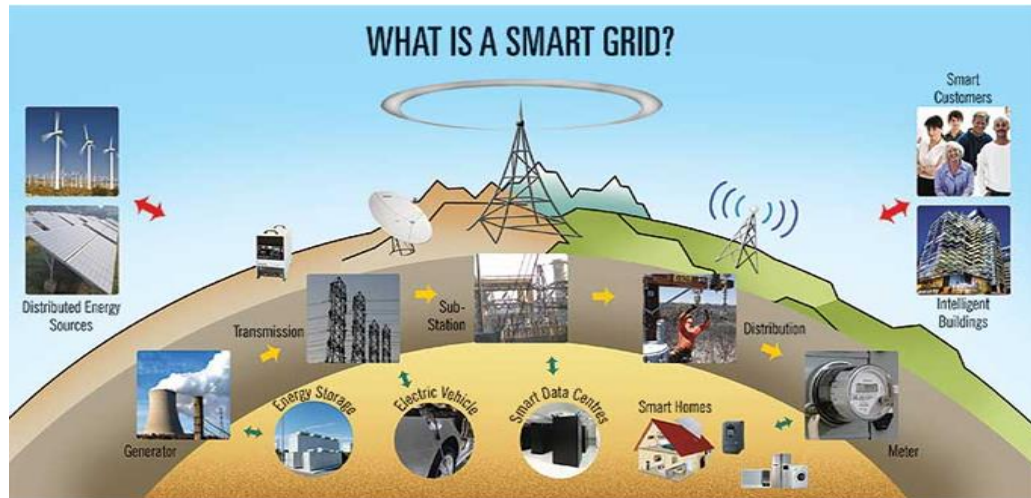 WHAT IS A SMART GRID?
Smart
Customers
Distributed Energy
Sources
Intelligent
Buildings
Transmission
Sub-
Station
Distribution
Generator
Energy Storage
Electric Vehicle
Smart Data Centres
Smart Homes
Meter